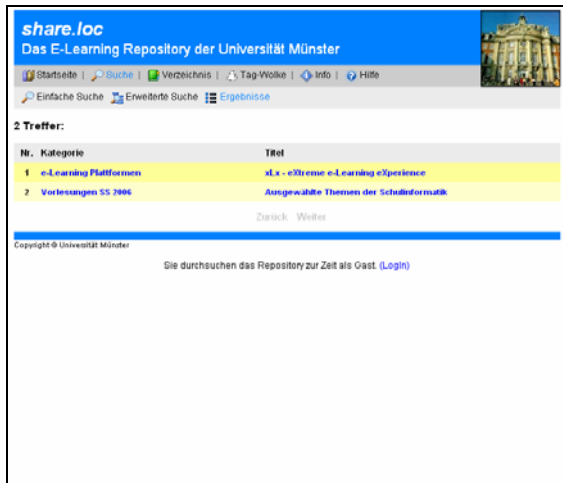 share.loc
Das E-Learning Repository der Universität Münster
Startseite | Suche | Verzeichnis | Tag-Wolke | Info | Hilfe
Einfache Suche Erweiterte Suche Ergebnisse
2 Treffer:
Nr. Kategorie Titel
1 e-Learning Plattformen xLx - eXtreme e-Learning eXperience
2 Vorlesungen SS 2006 Ausgewählte Themen der Schulinformatik
Zurück Weiter
Copyright © Universität Münster
Sie durchsuchen das Repository zur Zeit als Gast. (Login)